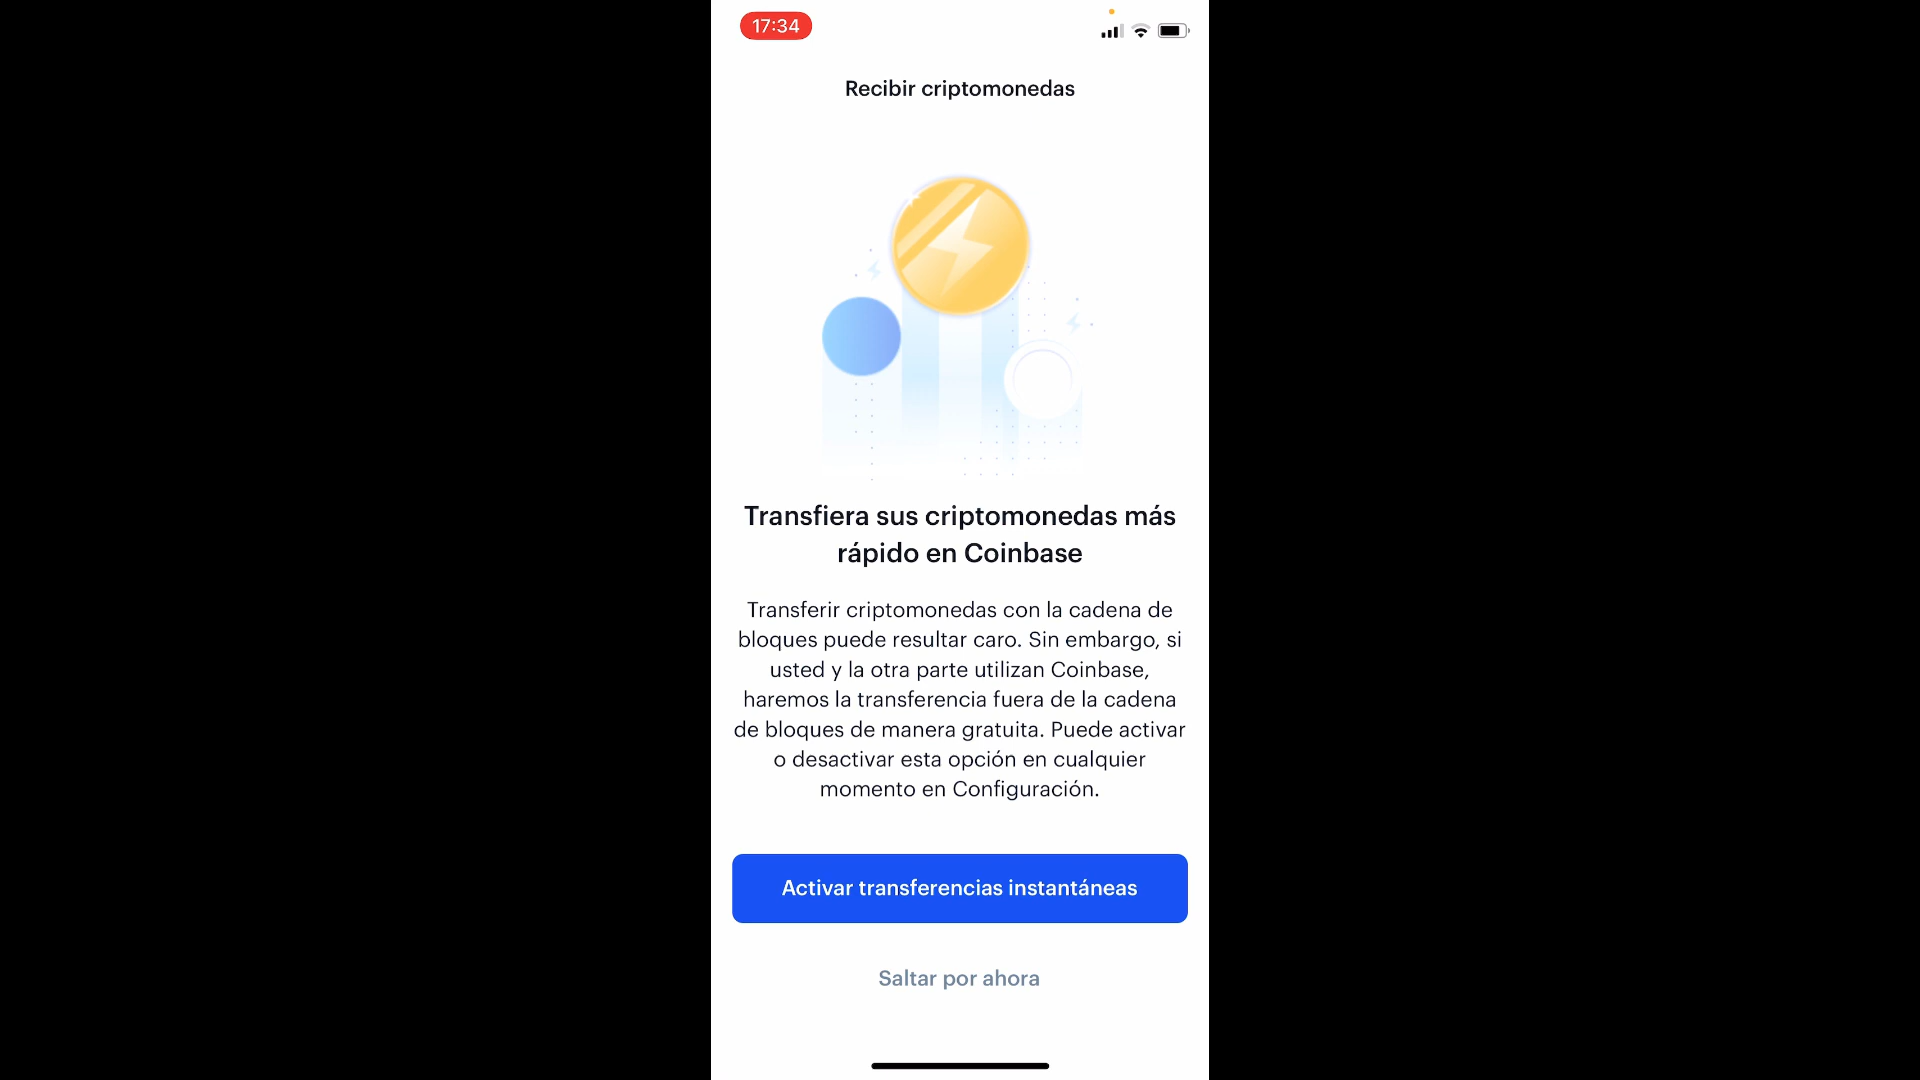 17:34
Recibir criptomonedas
Transfiera sus criptomonedas más
rápido en Coinbase
Transferir criptomonedas con la cadena de
bloques puede resultar caro. Sin embargo, si
usted y la otra parte utilizan Coinbase,
haremos la transferencia fuera de la cadena
de bloques de manera gratuita. Puede activar
o desactivar esta opción en cualquier
momento en Configuración.
Activar transferencias instantáneas
Saltar por ahora